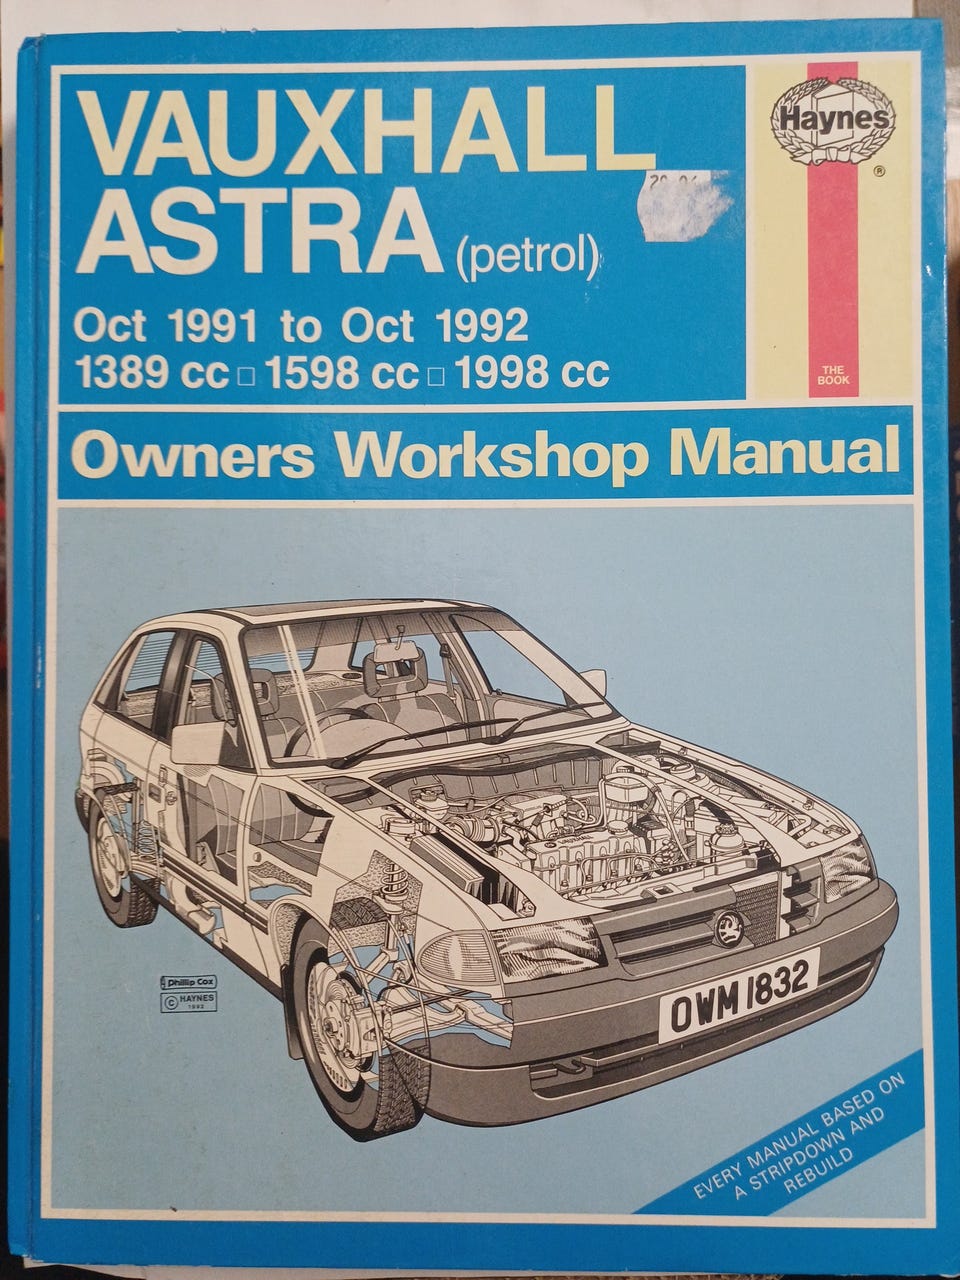 VAUXHALL
ASTRA (petrol)
Oct 1991 to Oct 1992
1389 cc □ 1598 cc □ 1998 cc
Haynes
®
THE
BOOK
Owners Workshop Manual
VAUXHALL
Phillip Cox
© HAYNES
1992
OWM 1832
EVERY MANUAL BASED ON
A STRIPDOWN AND
REBUILD